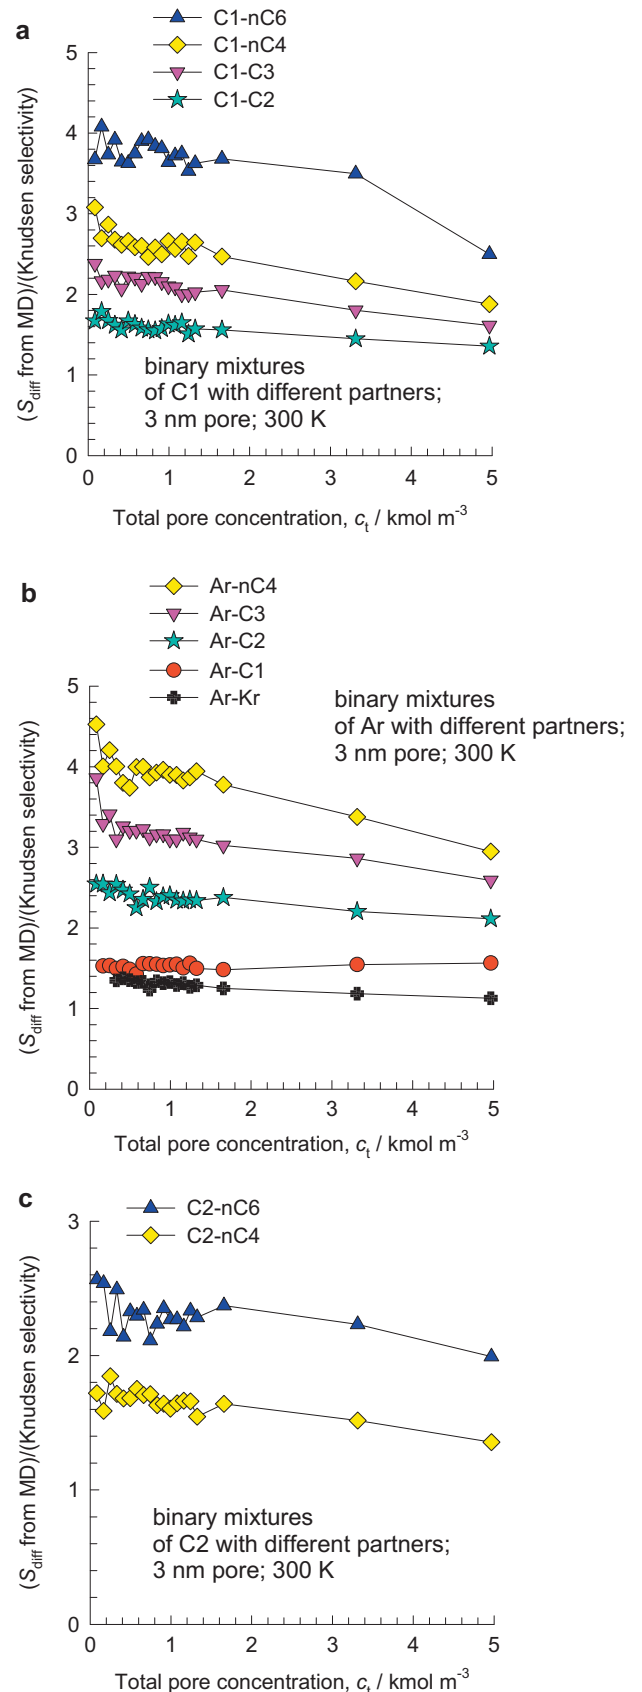 a
C1-nC6
C1-nC4
C1-C3
C1-C2
(Sdiff from MD)/(Knudsen selectivity)
5
4
3
2
1
0
binary mixtures
of C1 with different partners;
3 nm pore; 300 K
0 1 2 3 4 5
Total pore concentration, ct / kmol m-3
b
Ar-nC4
Ar-C3
Ar-C2
Ar-C1
Ar-Kr
binary mixtures
of Ar with different partners;
3 nm pore; 300 K
(Sdiff from MD)/(Knudsen selectivity)
5
4
3
2
1
0
0 1 2 3 4 5
Total pore concentration, ct / kmol m-3
c
C2-nC6
C2-nC4
(Sdiff from MD)/(Knudsen selectivity)
3
2
1
0
binary mixtures
of C2 with different partners;
3 nm pore; 300 K
0 1 2 3 4 5
Total pore concentration, ct / kmol m-3